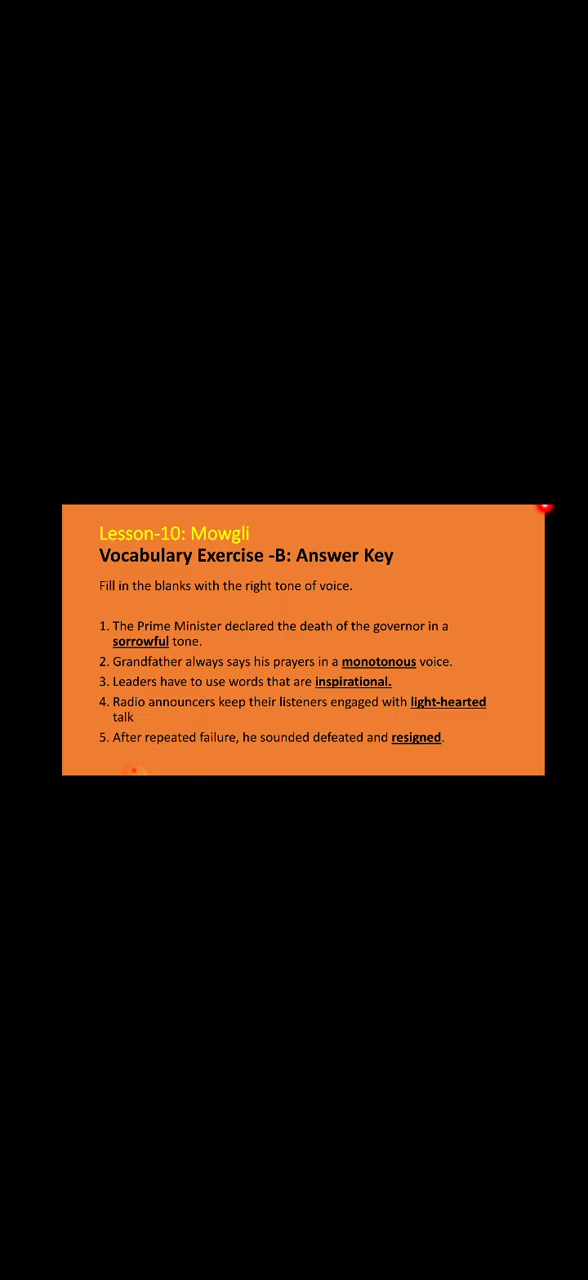 Lesson-10: Mowgli
Vocabulary Exercise -B: Answer Key
Fill in the blanks with the right tone of voice.
1. The Prime Minister declared the death of the governor in a
sorrowful tone.
2. Grandfather always says his prayers in a monotonous voice.
3. Leaders have to use words that are inspirational.
4. Radio announcers keep their listeners engaged with light-hearted
talk
5. After repeated failure, he sounded defeated and resigned.